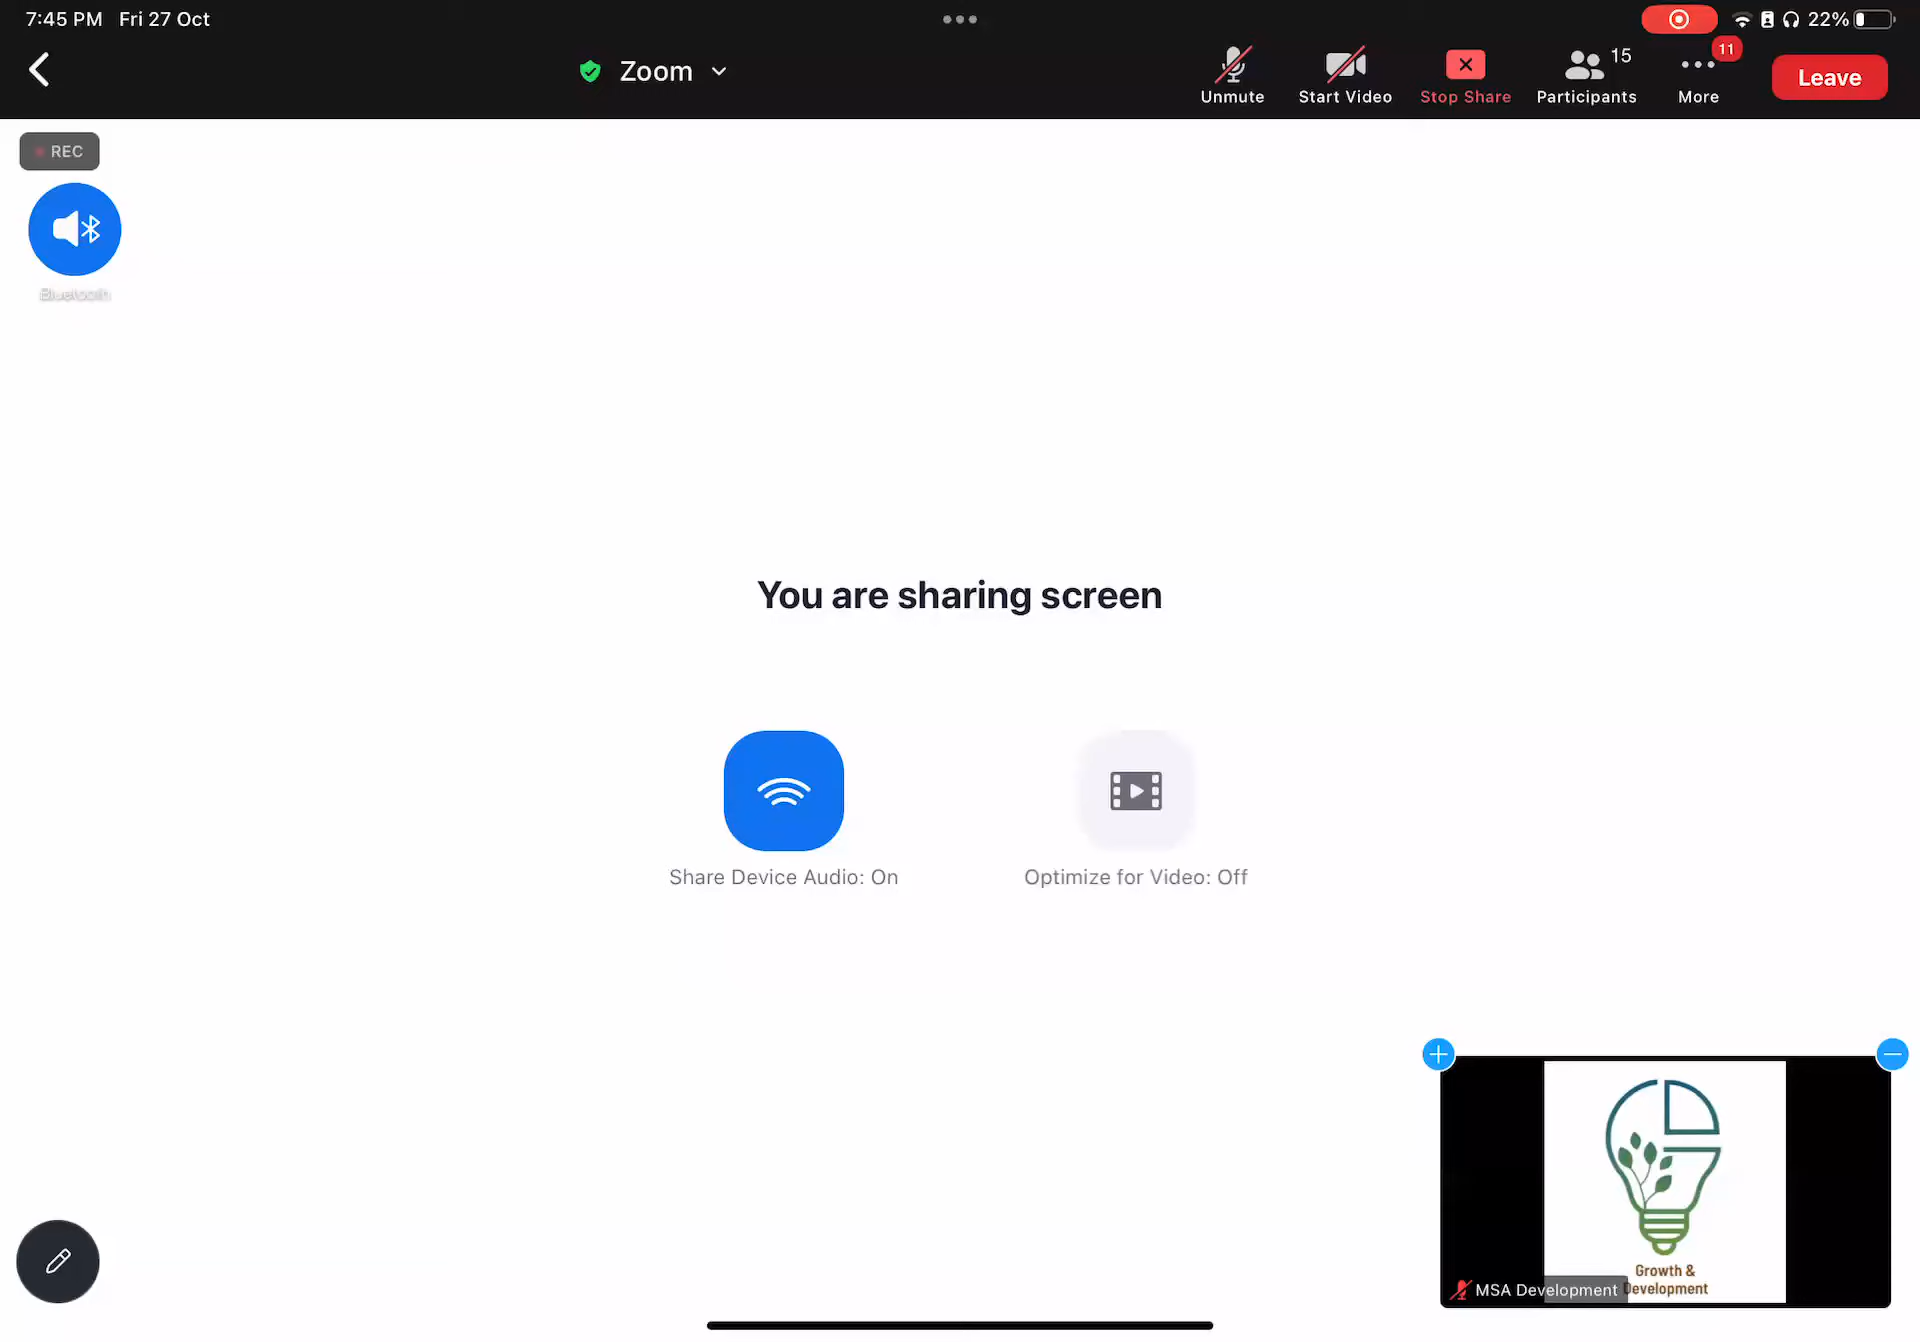 7:45 PM Fri 27 Oct
22%
Zoom
Unmute
Start Video
Stop Share
15
Participants
11
More
Leave
REC
Bluetooth
You are sharing screen
Share Device Audio: On
Optimize for Video: Off
Growth &
Development
MSA Development